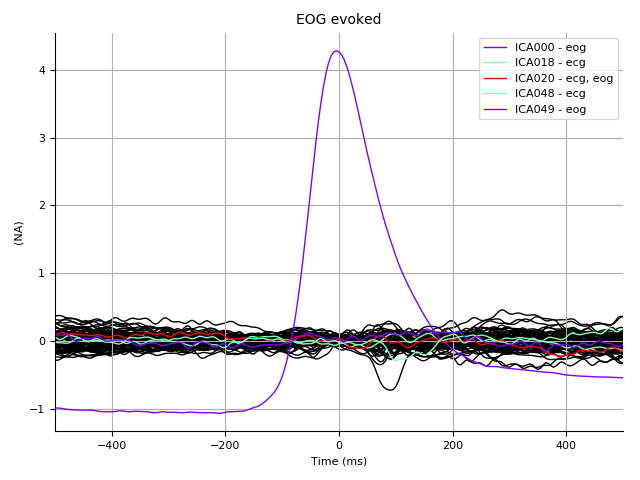 EOG evoked
ICA000 - eog
ICA018 - ecg
ICA020 - ecg, eog
ICA048 - ecg
ICA049 - eog
4
3
2
1
0
−1
(NA)
−400
−200
0
200
400
Time (ms)